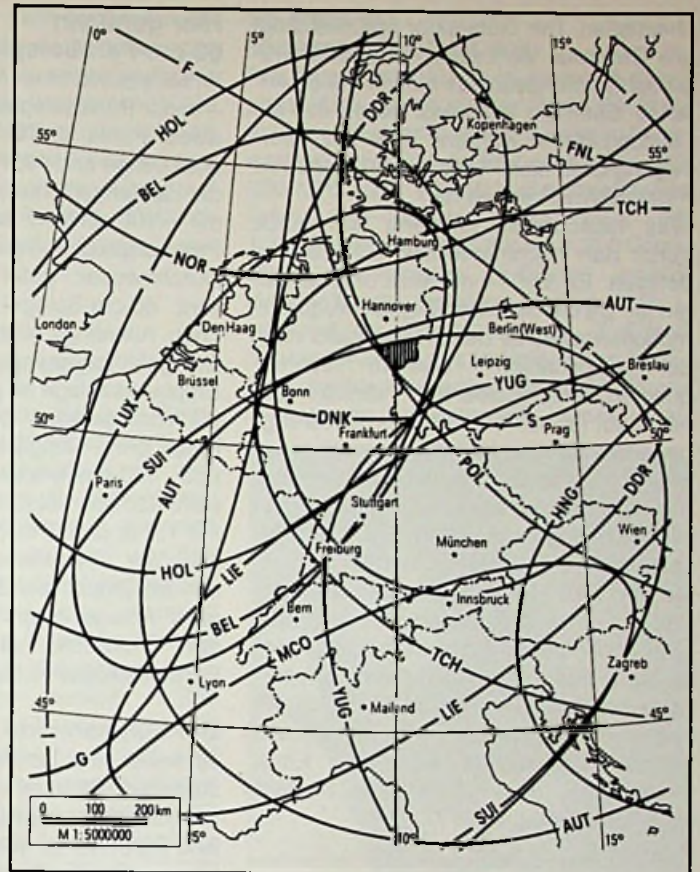 0° 5° 10° 15°
F
HOL
DDR
Kopenhagen
I
FNL
55° 55°
BEL
TCH
NOR
Hamburg
Hannover
AUT
London
Den Haag
Berlin (West)
F
Leipzig
Breslau
Brüssel
YUG
Bonn
LUX
DNK
S
50° Frankfurt Prag 50°
SUI
POL
AUT
HNG
DDR
Paris
Stuttgart
Wien
Freiburg
München
HOL
LIE
Innsbruck
Bern
BEL
MCO
TCH
Zagreb
Lyon
YUG
LIE
45° Mailand 45°
I
G
0 100 200 km
SUI
AUT
M 1:5000000
5° 10° 15°